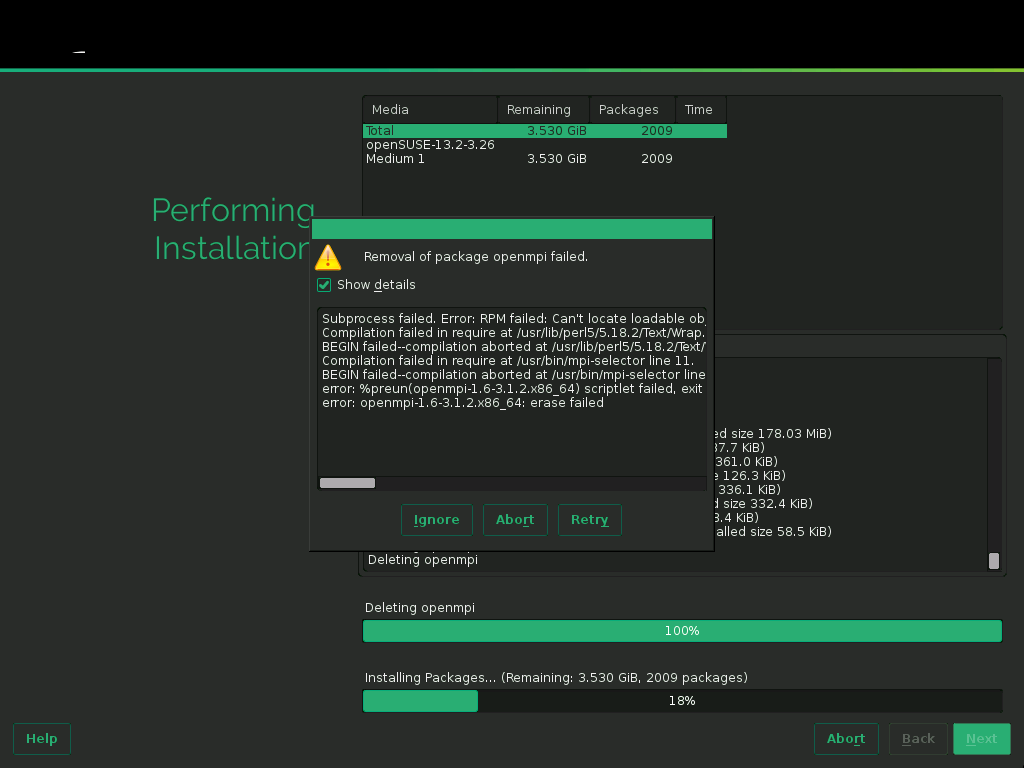 Media Remaining Packages Time
Total 3.530 GiB 2009
openSUSE-13.2-3.26
Medium 1 3.530 GiB 2009
Performing
Installation
Removal of package openmpi failed.
Show details
Subprocess failed. Error: RPM failed: Can't locate loadable obj
Compilation failed in require at /usr/lib/perl5/5.18.2/Text/Wrap.
BEGIN failed--compilation aborted at /usr/lib/perl5/5.18.2/Text/
Compilation failed in require at /usr/bin/mpi-selector line 11.
BEGIN failed--compilation aborted at /usr/bin/mpi-selector line
error: %preun(openmpi-1.6-3.1.2.x86_64) scriptlet failed, exit
error: openmpi-1.6-3.1.2.x86_64: erase failed
ed size 178.03 MiB)
37.7 KiB)
361.0 KiB)
e 126.3 KiB)
336.1 KiB)
d size 332.4 KiB)
3.4 KiB)
alled size 58.5 KiB)
Ignore Abort Retry
Deleting openmpi
Deleting openmpi
100%
Installing Packages... (Remaining: 3.530 GiB, 2009 packages)
18%
Help Abort Back Next